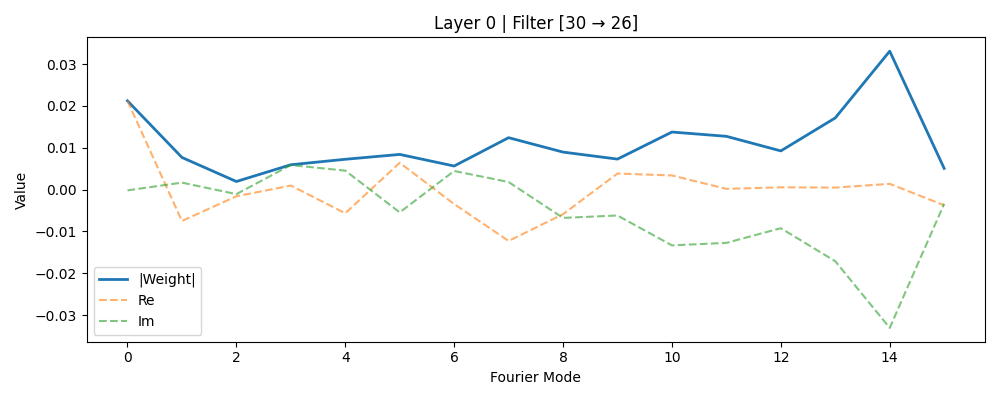 Layer 0 | Filter [30 → 26]
Value
0.03
0.02
0.01
0.00
−0.01
−0.02
−0.03
|Weight|
Re
Im
0 2 4 6 8 10 12 14
Fourier Mode